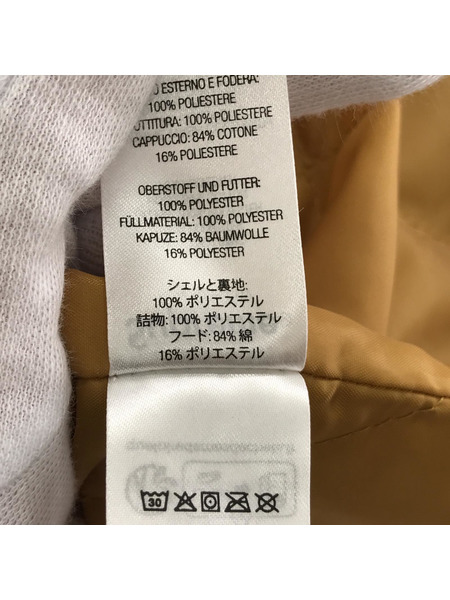 O ESTERNO E FODERA:
100% POLIESTERE
OTTITURA: 100% POLIESTERE
CAPPUCCIO: 84% COTONE
16% POLIESTERE
OBERSTOFF UND FUTTER:
100% POLYESTER
FÜLLMATERIAL: 100% POLYESTER
KAPUZE: 84% BAUMWOLLE
16% POLYESTER
シェルと裏地:
100% ポリエステル
詰物: 100% ポリエステル
フード: 84% 綿
16% ポリエステル
30